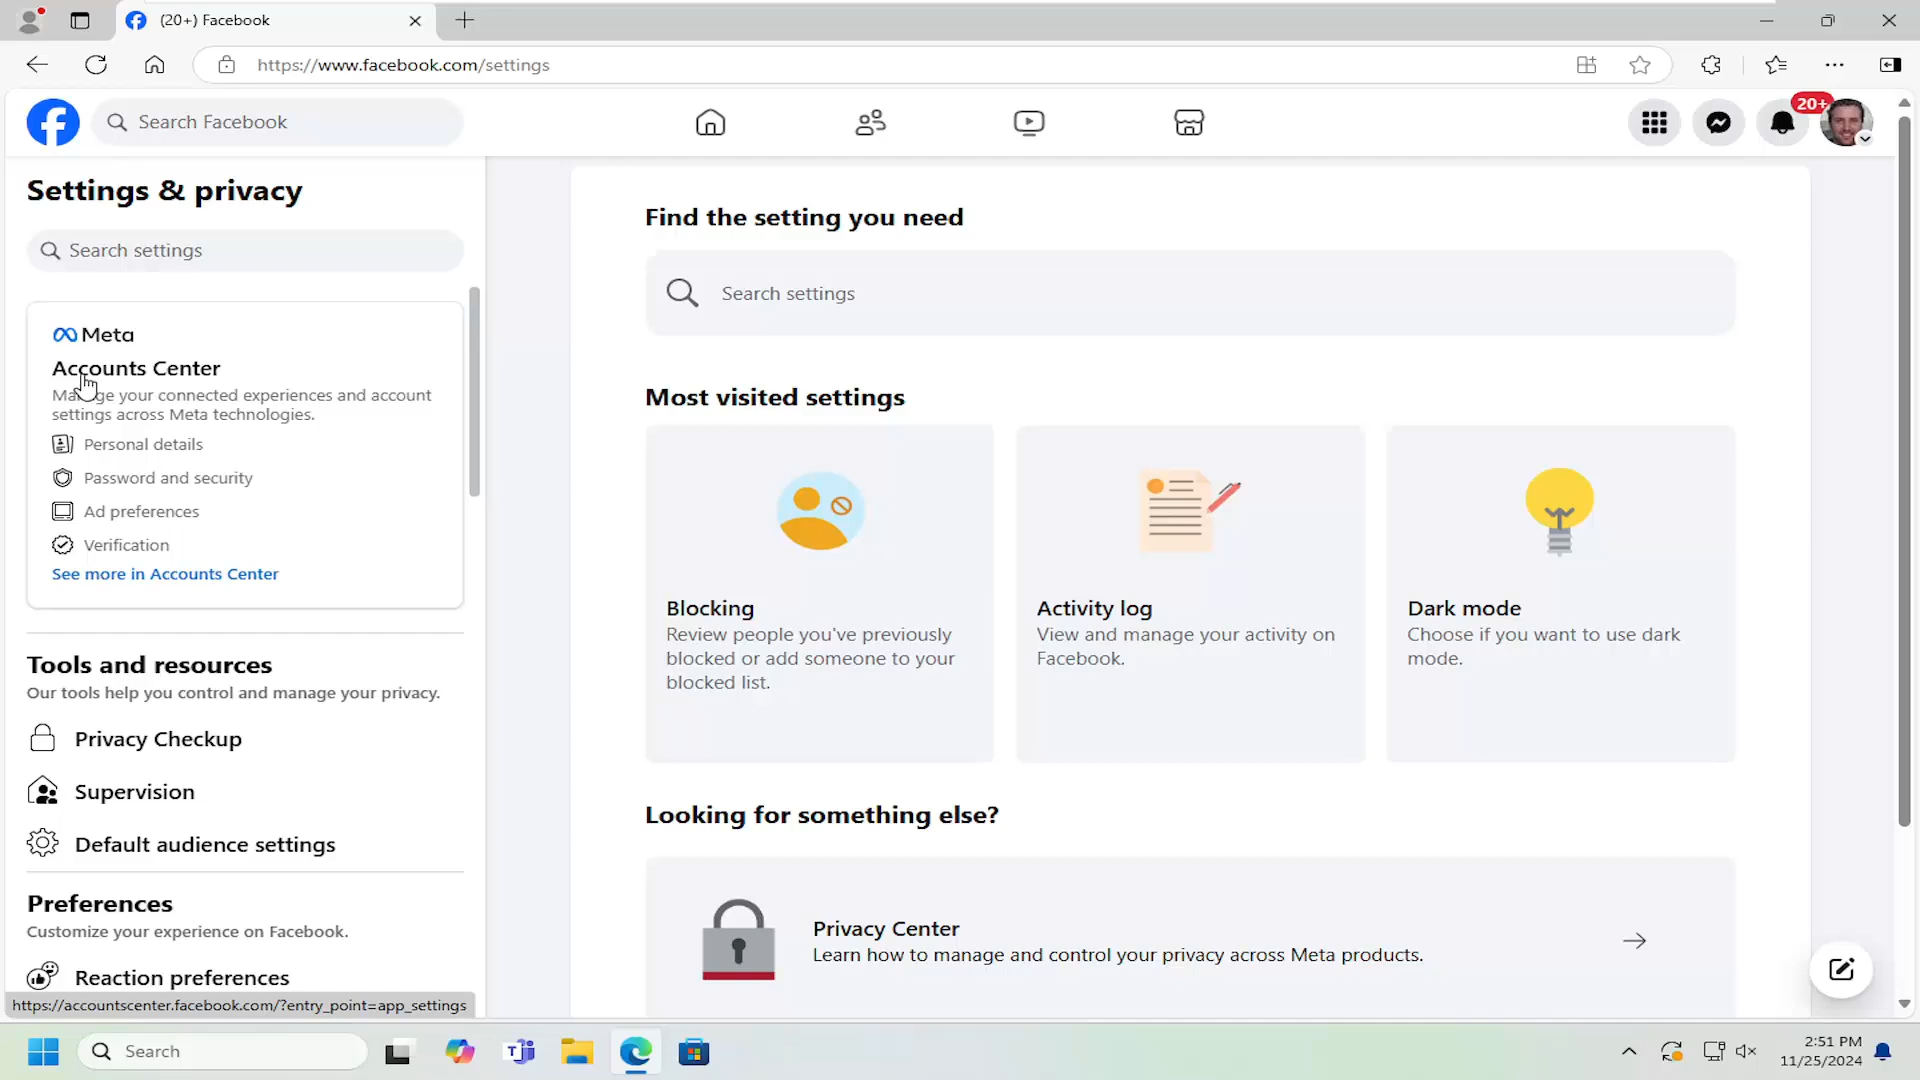 (20+) Facebook
https://www.facebook.com/settings
Search Facebook
20+
Settings & privacy
Search settings
Meta
Accounts Center
Manage your connected experiences and account
settings across Meta technologies.
Personal details
Password and security
Ad preferences
Verification
See more in Accounts Center
Tools and resources
Our tools help you control and manage your privacy.
Privacy Checkup
Supervision
Default audience settings
Preferences
Customize your experience on Facebook.
Reaction preferences
https://accountscenter.facebook.com/?entry_point=app_settings
Find the setting you need
Search settings
Most visited settings
Blocking
Review people you've previously
blocked or add someone to your
blocked list.
Activity log
View and manage your activity on
Facebook.
Dark mode
Choose if you want to use dark
mode.
Looking for something else?
Privacy Center
Learn how to manage and control your privacy across Meta products.
Search
2:51 PM
11/25/2024